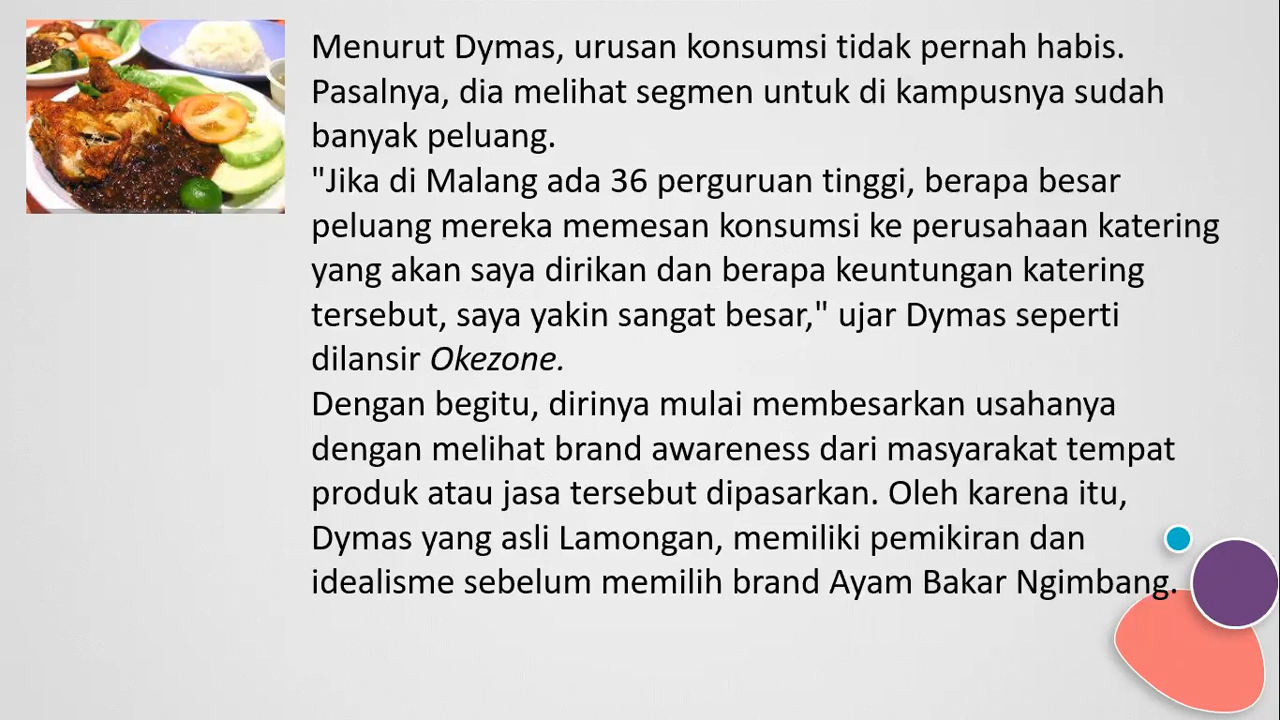 Menurut Dymas, urusan konsumsi tidak pernah habis.
Pasalnya, dia melihat segmen untuk di kampusnya sudah
banyak peluang.
"Jika di Malang ada 36 perguruan tinggi, berapa besar
peluang mereka memesan konsumsi ke perusahaan katering
yang akan saya dirikan dan berapa keuntungan katering
tersebut, saya yakin sangat besar," ujar Dymas seperti
dilansir Okezone.
Dengan begitu, dirinya mulai membesarkan usahanya
dengan melihat brand awareness dari masyarakat tempat
produk atau jasa tersebut dipasarkan. Oleh karena itu,
Dymas yang asli Lamongan, memiliki pemikiran dan
idealisme sebelum memilih brand Ayam Bakar Ngimbang.